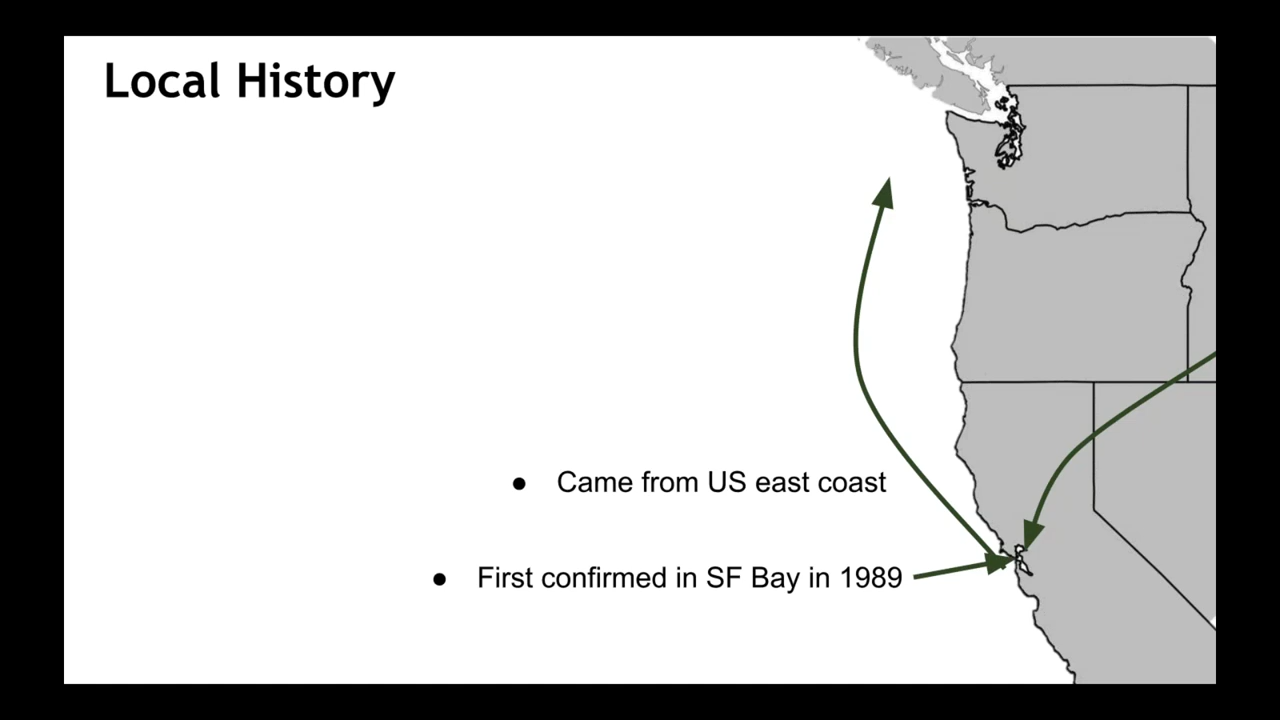 Local History
● Came from US east coast
● First confirmed in SF Bay in 1989